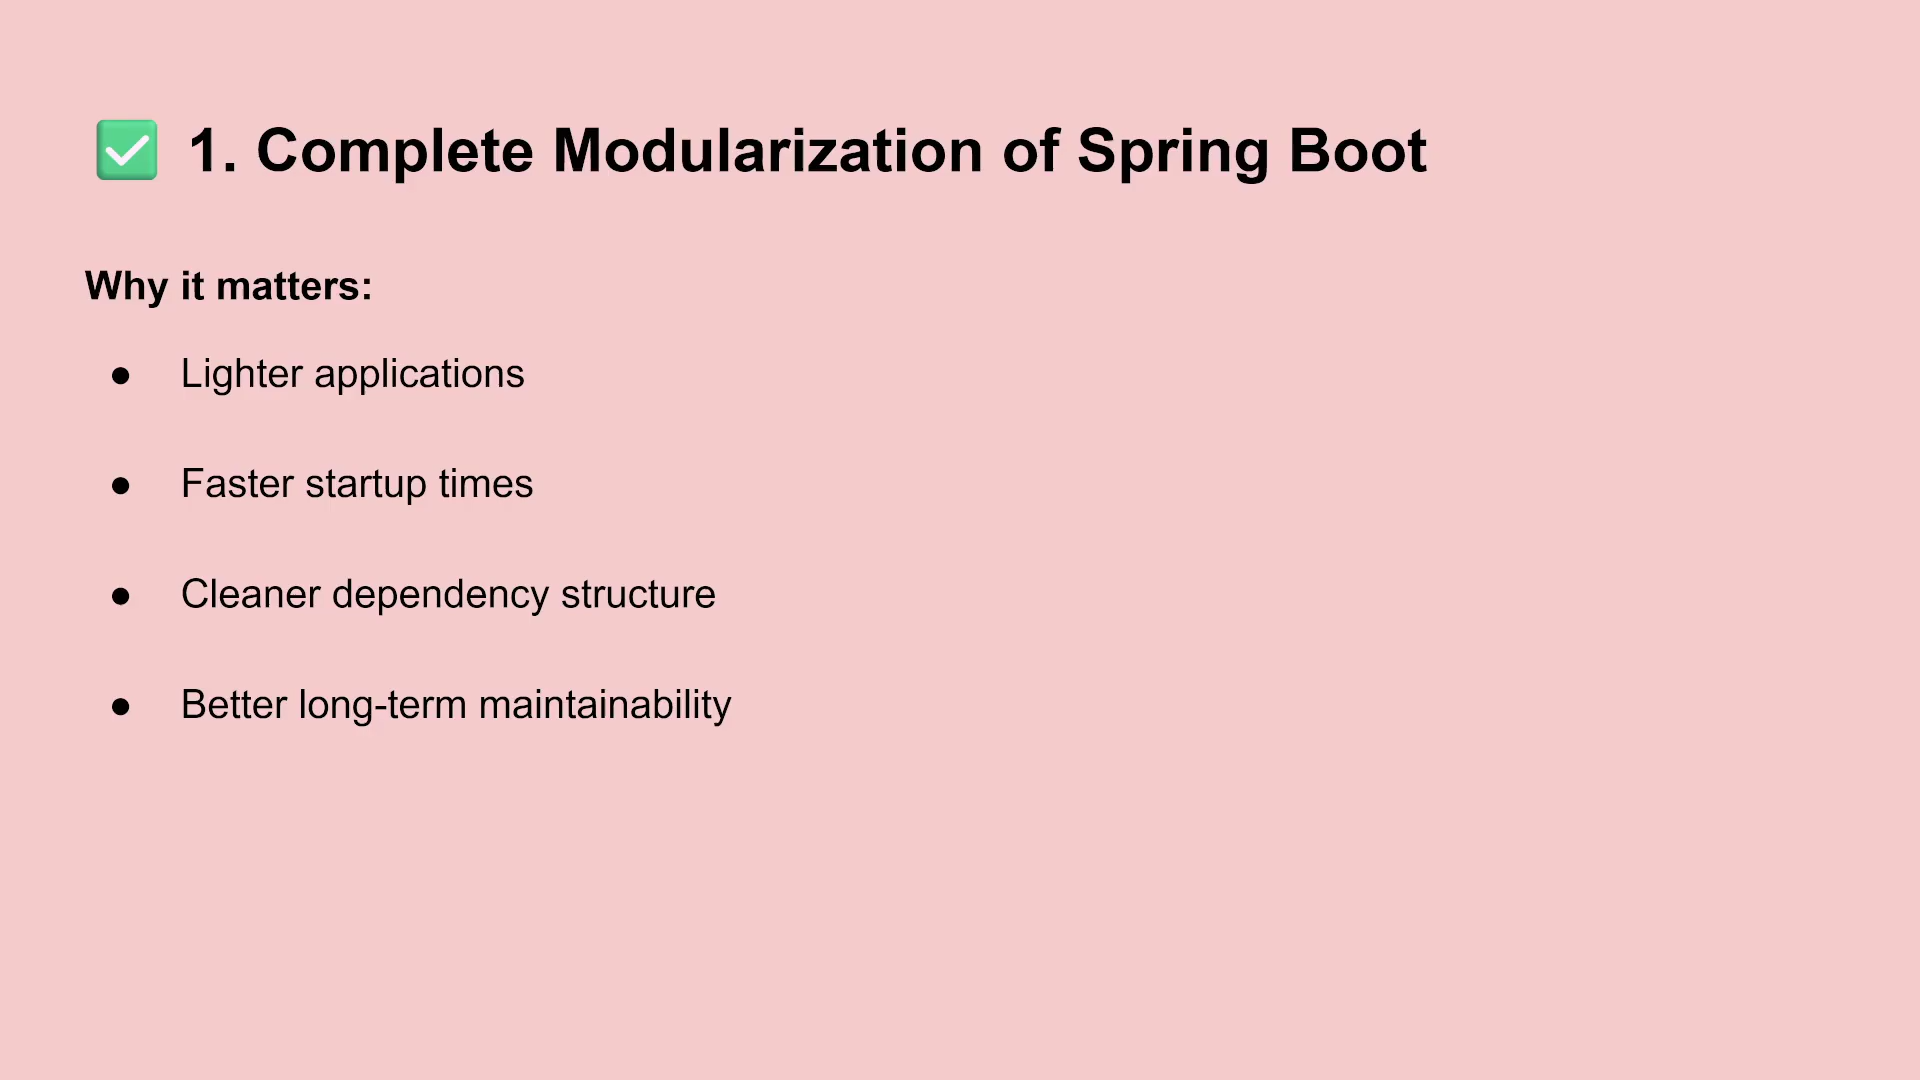 ✅ 1. Complete Modularization of Spring Boot
Why it matters:
● Lighter applications
● Faster startup times
● Cleaner dependency structure
● Better long-term maintainability